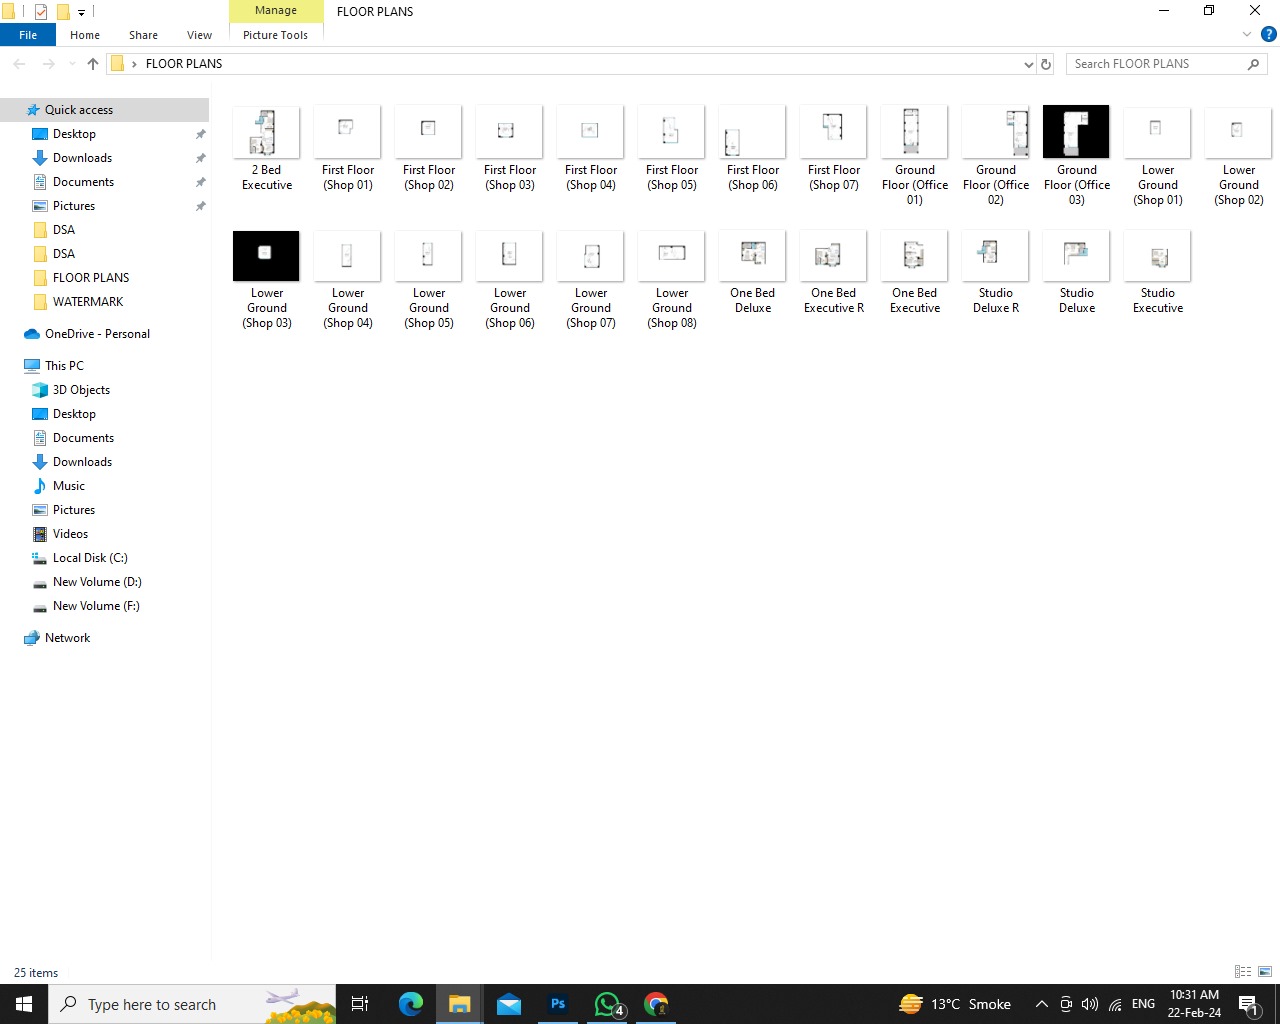 Manage
FLOOR PLANS
File
Home
Share
View
Picture Tools
FLOOR PLANS
Search FLOOR PLANS
Quick access
Desktop
Downloads
Documents
Pictures
DSA
DSA
FLOOR PLANS
WATERMARK
OneDrive - Personal
This PC
3D Objects
Desktop
Documents
Downloads
Music
Pictures
Videos
Local Disk (C:)
New Volume (D:)
New Volume (F:)
Network
2 Bed
Executive
First Floor
(Shop 01)
First Floor
(Shop 02)
First Floor
(Shop 03)
First Floor
(Shop 04)
First Floor
(Shop 05)
First Floor
(Shop 06)
First Floor
(Shop 07)
Ground
Floor (Office
01)
Ground
Floor (Office
02)
Ground
Floor (Office
03)
Lower
Ground
(Shop 01)
Lower
Ground
(Shop 02)
Lower
Ground
(Shop 03)
Lower
Ground
(Shop 04)
Lower
Ground
(Shop 05)
Lower
Ground
(Shop 06)
Lower
Ground
(Shop 07)
Lower
Ground
(Shop 08)
One Bed
Deluxe
One Bed
Executive R
One Bed
Executive
Studio
Deluxe R
Studio
Deluxe
Studio
Executive
25 items
Type here to search
Ps
4
13°C Smoke
ENG
10:31 AM
22-Feb-24
1